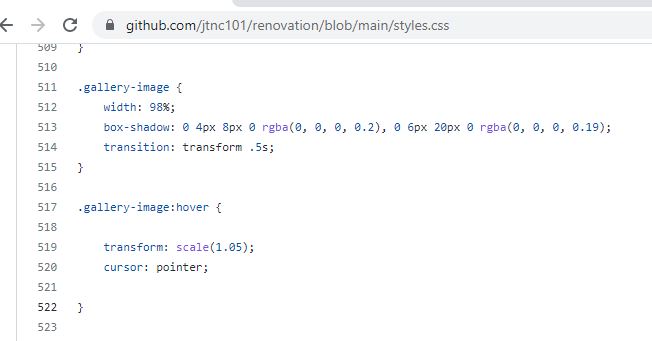 github.com/jtnc101/renovation/blob/main/styles.css
509 }
510
511 .gallery-image {
512 width: 98%;
513 box-shadow: 0 4px 8px 0 rgba(0, 0, 0, 0.2), 0 6px 20px 0 rgba(0, 0, 0, 0.19);
514 transition: transform .5s;
515 }
516
517 .gallery-image:hover {
518
519 transform: scale(1.05);
520 cursor: pointer;
521
522 }
523